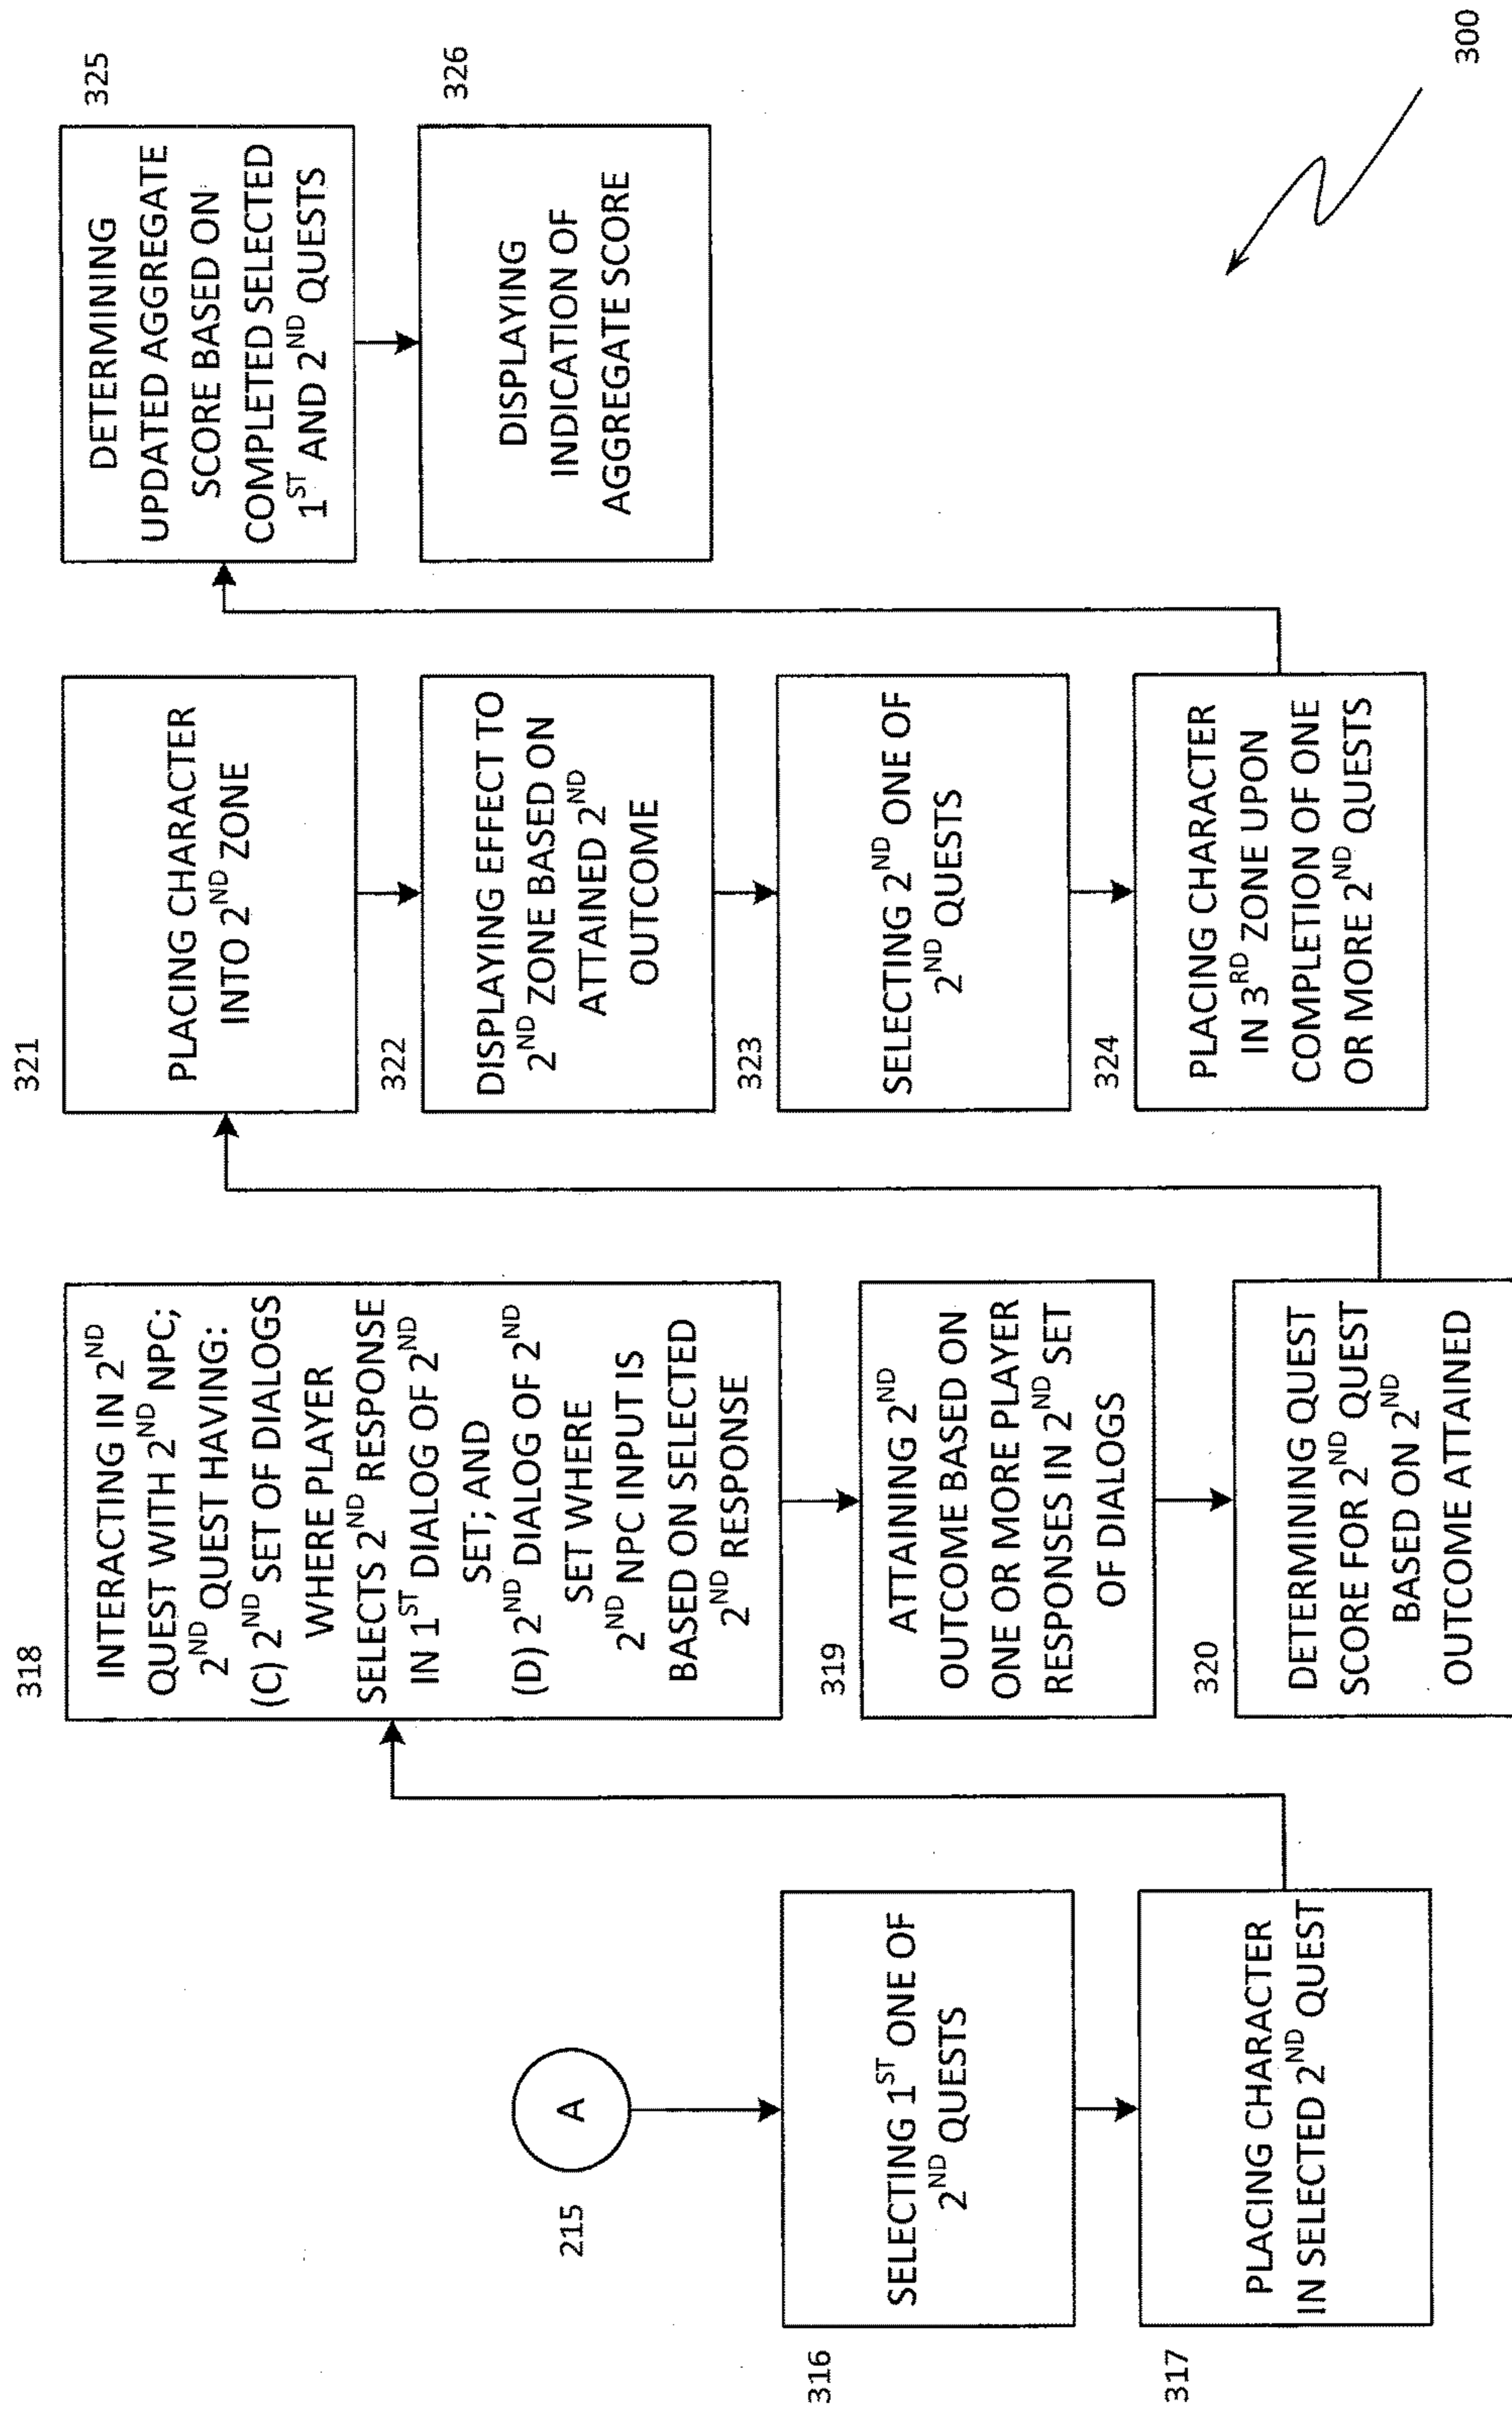 215
A
316
SELECTING 1ST ONE OF
2ND QUESTS
317
PLACING CHARACTER
IN SELECTED 2ND QUEST
318
INTERACTING IN 2ND
QUEST WITH 2ND NPC;
2ND QUEST HAVING:
(C) 2ND SET OF DIALOGS
WHERE PLAYER
SELECTS 2ND RESPONSE
IN 1ST DIALOG OF 2ND
SET; AND
(D) 2ND DIALOG OF 2ND
SET WHERE
2ND NPC INPUT IS
BASED ON SELECTED
2ND RESPONSE
319
ATTAINING 2ND
OUTCOME BASED ON
ONE OR MORE PLAYER
RESPONSES IN 2ND SET
OF DIALOGS
320
DETERMINING QUEST
SCORE FOR 2ND QUEST
BASED ON 2ND
OUTCOME ATTAINED
321
PLACING CHARACTER
INTO 2ND ZONE
322
DISPLAYING EFFECT TO
2ND ZONE BASED ON
ATTAINED 2ND
OUTCOME
323
SELECTING 2ND ONE OF
2ND QUESTS
324
PLACING CHARACTER
IN 3RD ZONE UPON
COMPLETION OF ONE
OR MORE 2ND QUESTS
325
DETERMINING
UPDATED AGGREGATE
SCORE BASED ON
COMPLETED SELECTED
1ST AND 2ND QUESTS
326
DISPLAYING
INDICATION OF
AGGREGATE SCORE
300